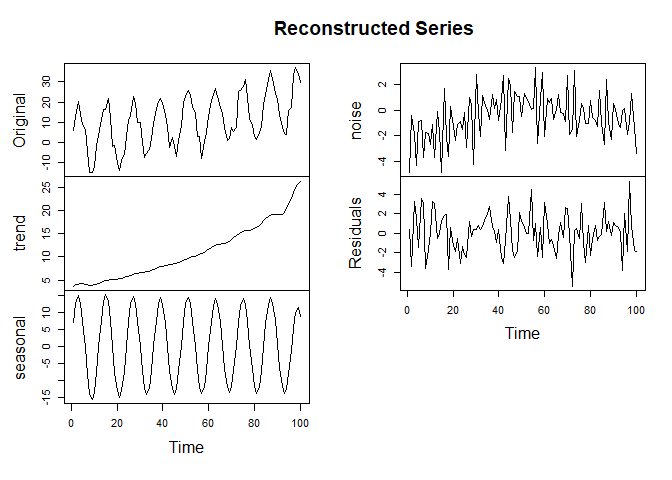 Reconstructed Series
Original
-10 0 10 20 30
trend
5 10 15 20 25
seasonal
-15 -5 0 5 10
0 20 40 60 80 100
Time
noise
-4 -2 0 2
Residuals
-4 -2 0 2 4
0 20 40 60 80 100
Time